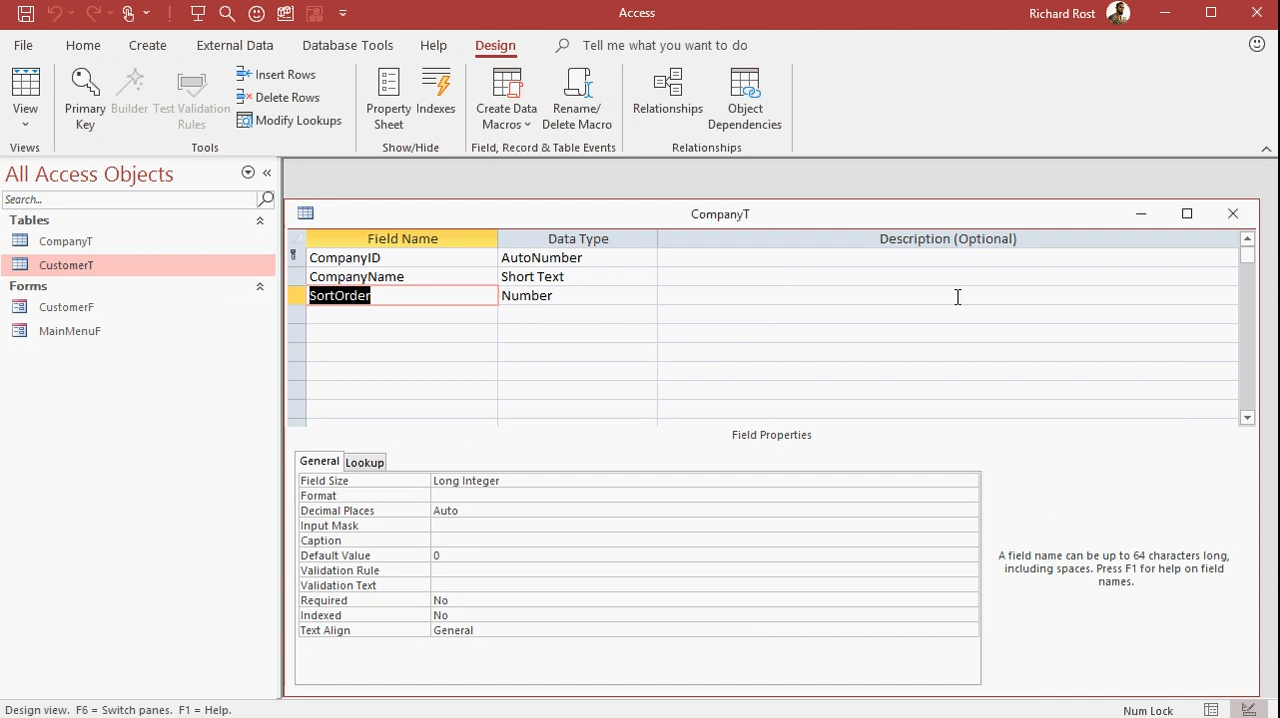 Access
Richard Rost
File
Home
Create
External Data
Database Tools
Help
Design
Tell me what you want to do
View
Primary
Key
Builder
Test Validation
Rules
Insert Rows
Delete Rows
Modify Lookups
Property
Sheet
Indexes
Create Data
Macros
Rename/
Delete Macro
Relationships
Object
Dependencies
Views
Tools
Show/Hide
Field, Record & Table Events
Relationships
All Access Objects
Search...
Tables
CompanyT
CustomerT
Forms
CustomerF
MainMenuF
CompanyT
Field Name Data Type Description (Optional)
CompanyID AutoNumber
CompanyName Short Text
SortOrder Number
Field Properties
General Lookup
Field Size Long Integer
Format
Decimal Places Auto
Input Mask
Caption
Default Value 0
Validation Rule
Validation Text
Required No
Indexed No
Text Align General
A field name can be up to 64 characters long,
including spaces. Press F1 for help on field
names.
Design view. F6 = Switch panes. F1 = Help.
Num Lock